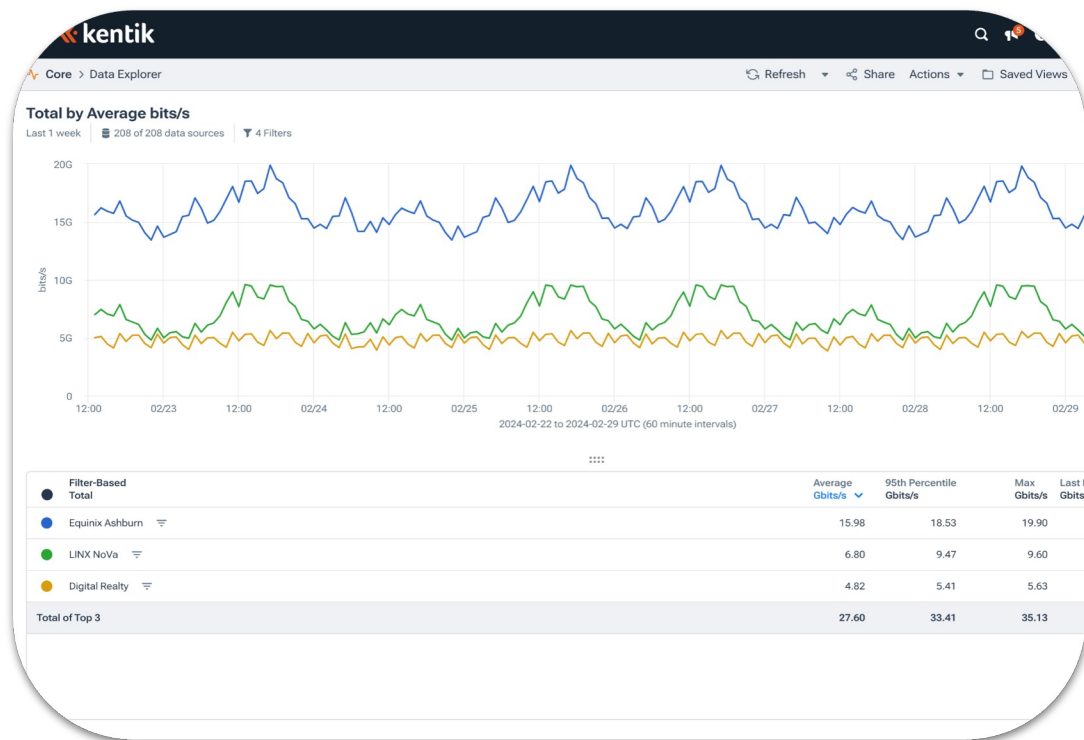 kentik
5
Core > Data Explorer
Refresh Share Actions Saved Views
Total by Average bits/s
Last 1 week 208 of 208 data sources 4 Filters
20G
15G
10G
5G
0
bits/s
12:00 02/23 12:00 02/24 12:00 02/25 12:00 02/26 12:00 02/27 12:00 02/28 12:00 02/29
2024-02-22 to 2024-02-29 UTC (60 minute intervals)
Filter-Based Average 95th Percentile Max Last
Total Gbits/s Gbits/s Gbits/s Gbits
Equinix Ashburn 15.98 18.53 19.90
LINX NoVa 6.80 9.47 9.60
Digital Realty 4.82 5.41 5.63
Total of Top 3 27.60 33.41 35.13